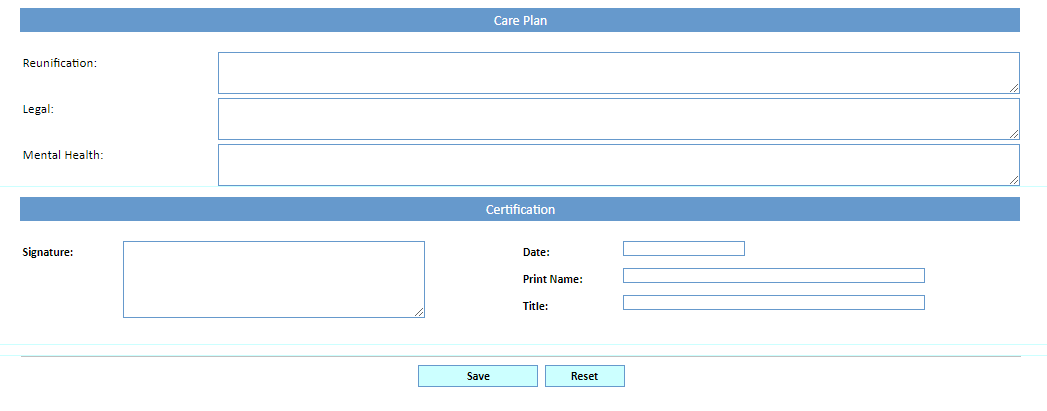 Care Plan
Reunification:
Legal:
Mental Health:
Certification
Signature:
Date:
Print Name:
Title:
Save Reset